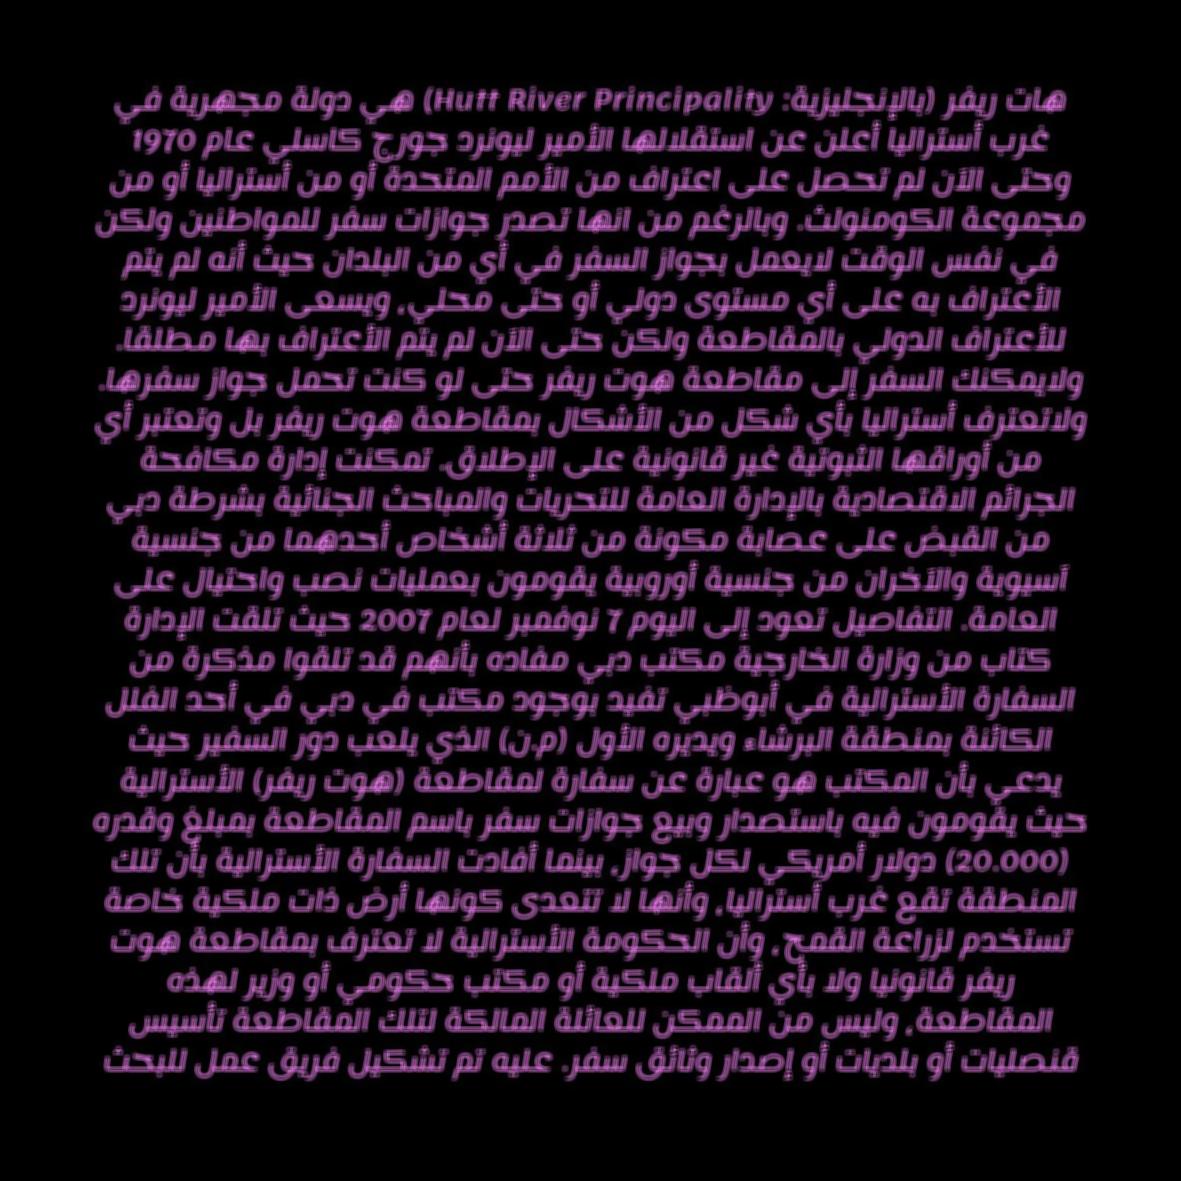 هات ريفر (بالإنجليزية: Hutt River Principality) هي دولة مجهرية في
غرب أستراليا أعلن عن استقلالها الأمير ليونرد جورج كاسلي عام 1970
وحتى الآن لم تحصل على اعتراف من الأمم المتحدة أو من أستراليا أو من
مجموعة الكومنولث. وبالرغم من انها تصدر جوازات سفر للمواطنين ولكن
في نفس الوقت لايعمل بجواز السفر في أي من البلدان حيث أنه لم يتم
الأعتراف به على أي مستوى دولي أو حتى محلي، ويسعى الأمير ليونرد
للأعتراف الدولي بالمقاطعة ولكن حتى الآن لم يتم الأعتراف بها مطلقا.
ولايمكنك السفر إلى مقاطعة هوت ريفر حتى لو كنت تحمل جواز سفرها.
ولاتعترف أستراليا بأي شكل من الأشكال بمقاطعة هوت ريفر بل وتعتبر أي
من أوراقها الثبوتية غير قانونية على الإطلاق. تمكنت إدارة مكافحة
الجرائم الاقتصادية بالإدارة العامة للتحريات والمباحث الجنائية بشرطة دبي
من القبض على عصابة مكونة من ثلاثة أشخاص أحدهما من جنسية
آسيوية والآخران من جنسية أوروبية يقومون بعمليات نصب واحتيال على
العامة. التفاصيل تعود إلى اليوم 7 نوفمبر لعام 2007 حيث تلقت الإدارة
كتاب من وزارة الخارجية مكتب دبي مفاده بأنهم قد تلقوا مذكرة من
السفارة الأسترالية في أبوظبي تفيد بوجود مكتب في دبي في أحد الفلل
الكائنة بمنطقة البرشاء ويديره الأول (م.ن) الذي يلعب دور السفير حيث
يدعي بأن المكتب هو عبارة عن سفارة لمقاطعة (هوت ريفر) الأسترالية
حيث يقومون فيه باستصدار وبيع جوازات سفر باسم المقاطعة بمبلغ وقدره
(20.000) دولار أمريكي لكل جواز، بينما أفادت السفارة الأسترالية بأن تلك
المنطقة تقع غرب أستراليا، وأنها لا تتعدى كونها أرض ذات ملكية خاصة
تستخدم لزراعة القمح، وأن الحكومة الأسترالية لا تعترف بمقاطعة هوت
ريفر قانونيا ولا بأي ألقاب ملكية أو مكتب حكومي أو وزير لهذه
المقاطعة، وليس من الممكن للعائلة المالكة لتلك المقاطعة تأسيس
قنصليات أو بلديات أو إصدار وثائق سفر. عليه تم تشكيل فريق عمل للبحث